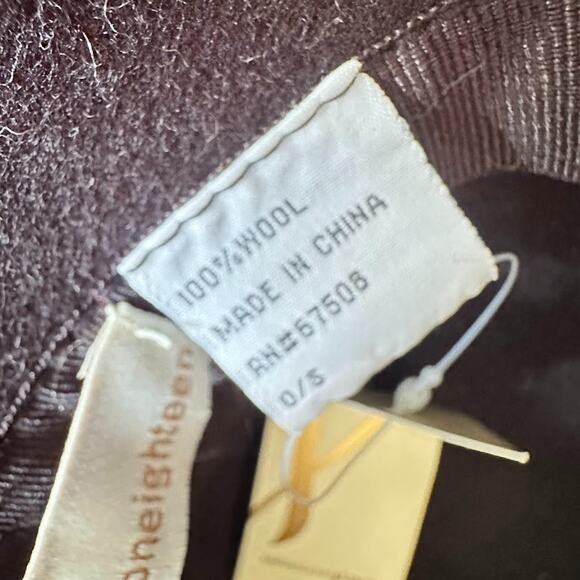 100% WOOL
MADE IN CHINA
RN#67506
O/S
oneighteen